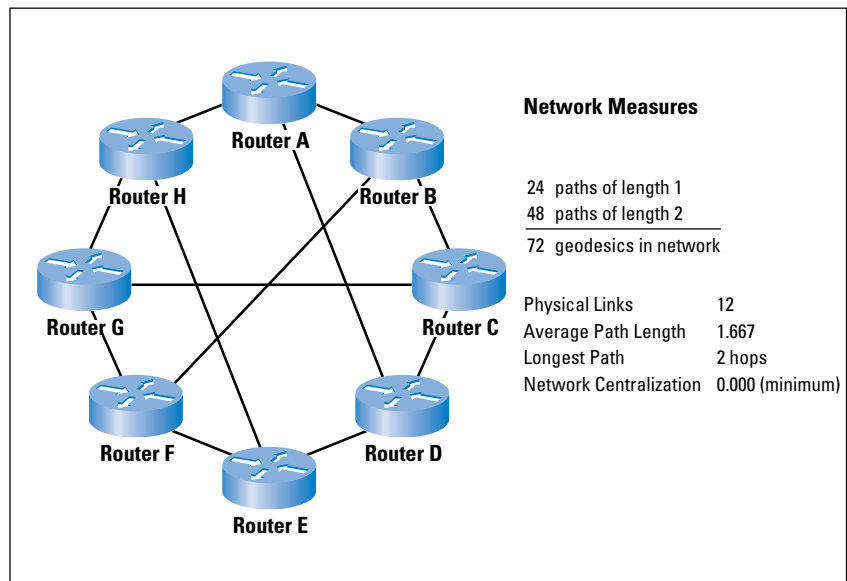 Router A
Router B
Router H
Router G
Router C
Router F
Router D
Router E
Network Measures
24 paths of length 1
48 paths of length 2
72 geodesics in network
Physical Links 12
Average Path Length 1.667
Longest Path 2 hops
Network Centralization 0.000 (minimum)